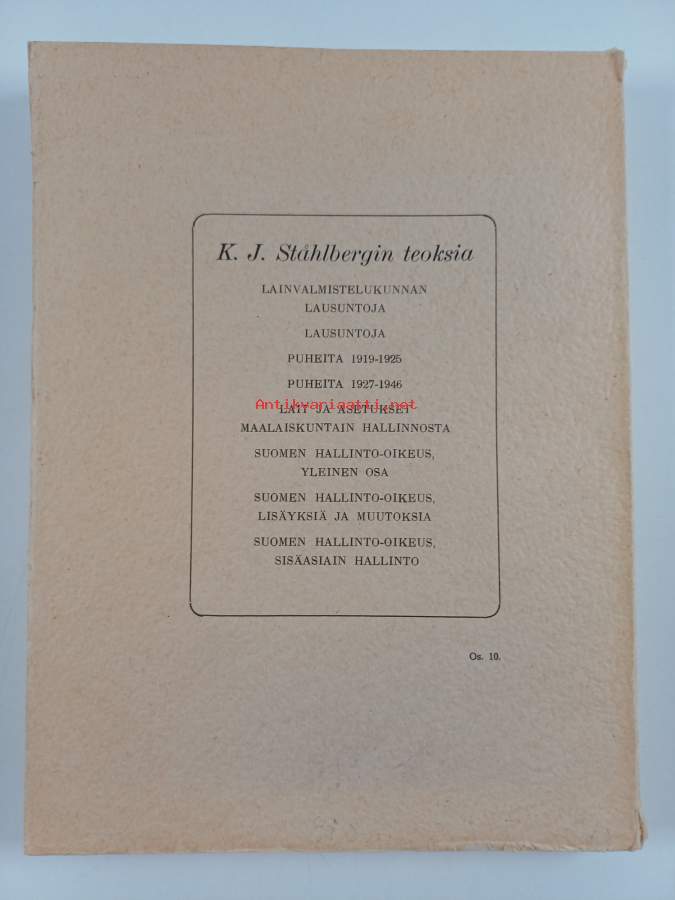 K. J. Ståhlbergin teoksia
LAINVALMISTELUKUNNAN
LAUSUNTOJA
LAUSUNTOJA
PUHEITA 1919-1925
PUHEITA 1927-1946
Antikvariaatti.net
LAIT JA ASETUKSET
MAALAISKUNTAIN HALLINNOSTA
SUOMEN HALLINTO-OIKEUS,
YLEINEN OSA
SUOMEN HALLINTO-OIKEUS,
LISÄYKSIÄ JA MUUTOKSIA
SUOMEN HALLINTO-OIKEUS,
SISÄASIAIN HALLINTO
Os. 10.